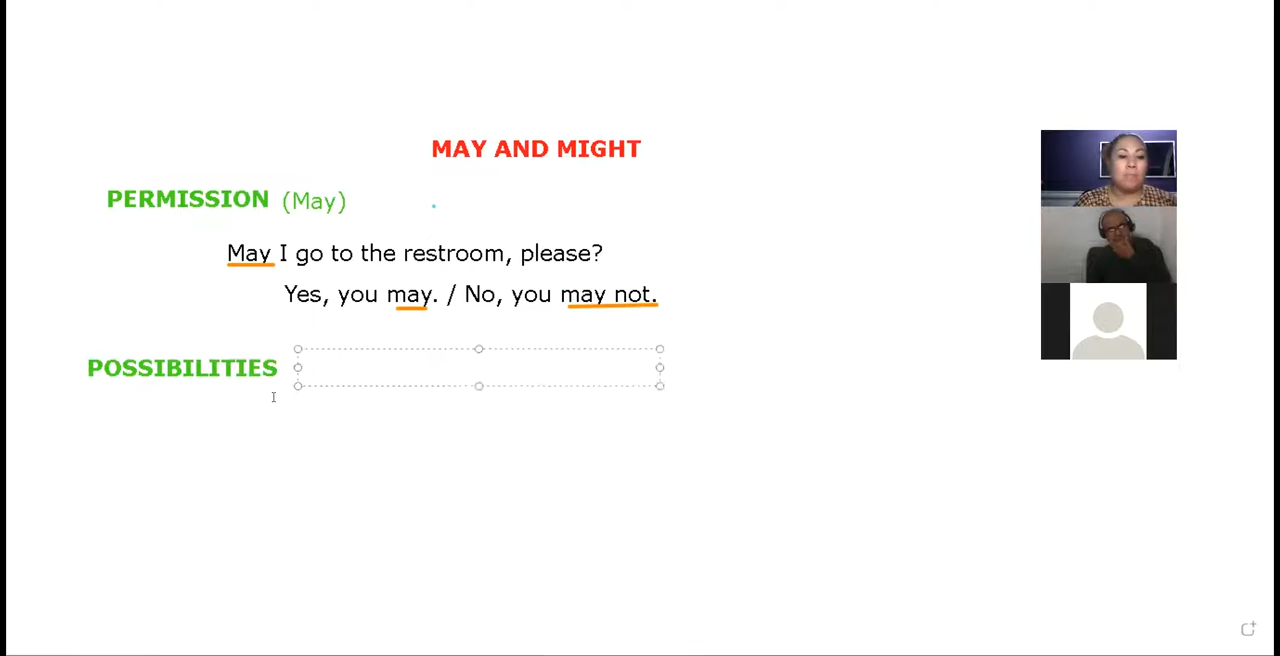 MAY AND MIGHT
PERMISSION (May)
May I go to the restroom, please?
Yes, you may. / No, you may not.
POSSIBILITIES